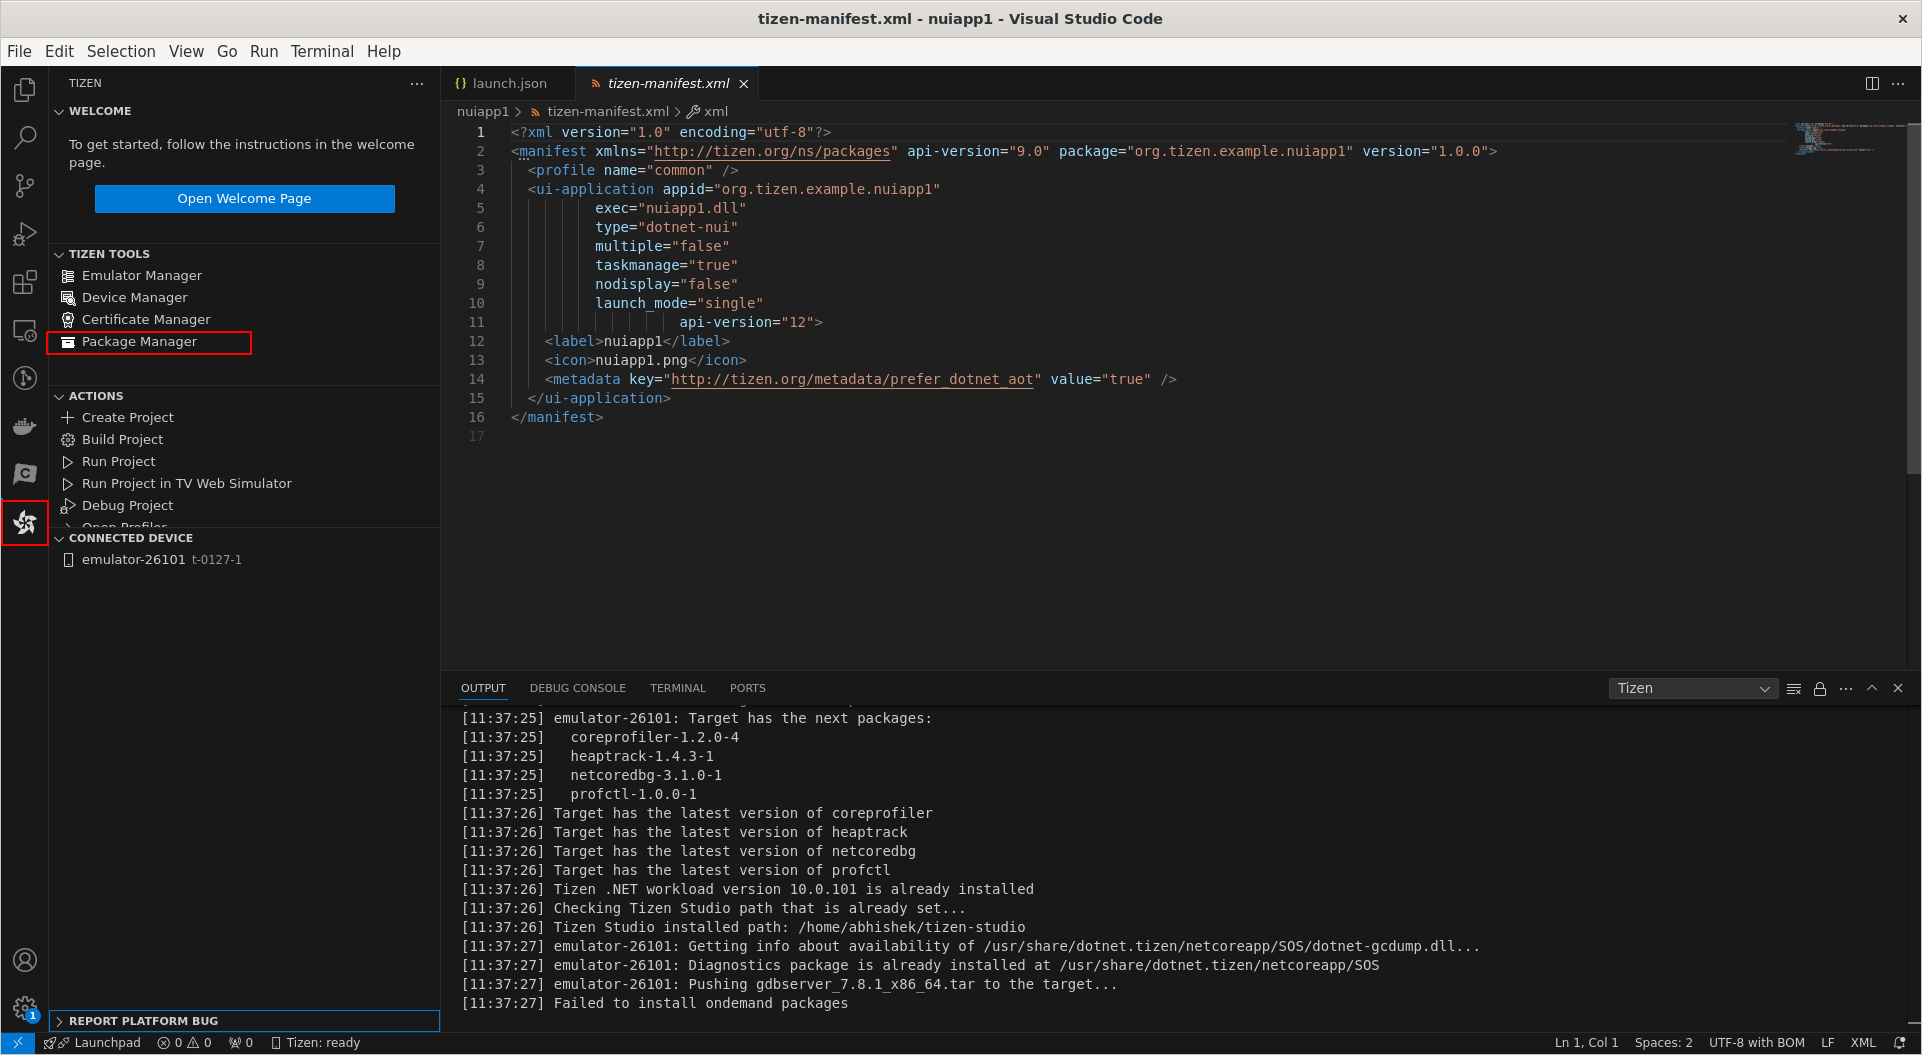 tizen-manifest.xml - nuiapp1 - Visual Studio Code
File Edit Selection View Go Run Terminal Help
TIZEN
WELCOME
To get started, follow the instructions in the welcome
page.
Open Welcome Page
TIZEN TOOLS
Emulator Manager
Device Manager
Certificate Manager
Package Manager
ACTIONS
Create Project
Build Project
Run Project
Run Project in TV Web Simulator
Debug Project
Open Profiler
CONNECTED DEVICE
emulator-26101 t-0127-1
REPORT PLATFORM BUG
launch.json
tizen-manifest.xml
nuiapp1 > tizen-manifest.xml > xml
1 <?xml version="1.0" encoding="utf-8"?>
2 <manifest xmlns="http://tizen.org/ns/packages" api-version="9.0" package="org.tizen.example.nuiapp1" version="1.0.0">
3 <profile name="common" />
4 <ui-application appid="org.tizen.example.nuiapp1"
5 exec="nuiapp1.dll"
6 type="dotnet-nui"
7 multiple="false"
8 taskmanage="true"
9 nodisplay="false"
10 launch_mode="single"
11 api-version="12">
12 <label>nuiapp1</label>
13 <icon>nuiapp1.png</icon>
14 <metadata key="http://tizen.org/metadata/prefer_dotnet_aot" value="true" />
15 </ui-application>
16 </manifest>
17
OUTPUT DEBUG CONSOLE TERMINAL PORTS
Tizen
[11:37:25] emulator-26101: Target has the next packages:
[11:37:25] coreprofiler-1.2.0-4
[11:37:25] heaptrack-1.4.3-1
[11:37:25] netcoredbg-3.1.0-1
[11:37:25] profctl-1.0.0-1
[11:37:26] Target has the latest version of coreprofiler
[11:37:26] Target has the latest version of heaptrack
[11:37:26] Target has the latest version of netcoredbg
[11:37:26] Target has the latest version of profctl
[11:37:26] Tizen .NET workload version 10.0.101 is already installed
[11:37:26] Checking Tizen Studio path that is already set...
[11:37:26] Tizen Studio installed path: /home/abhishek/tizen-studio
[11:37:27] emulator-26101: Getting info about availability of /usr/share/dotnet.tizen/netcoreapp/SOS/dotnet-gcdump.dll...
[11:37:27] emulator-26101: Diagnostics package is already installed at /usr/share/dotnet.tizen/netcoreapp/SOS
[11:37:27] emulator-26101: Pushing gdbserver_7.8.1_x86_64.tar to the target...
[11:37:27] Failed to install ondemand packages
1
Launchpad 0 0 0 Tizen: ready
Ln 1, Col 1 Spaces: 2 UTF-8 with BOM LF XML